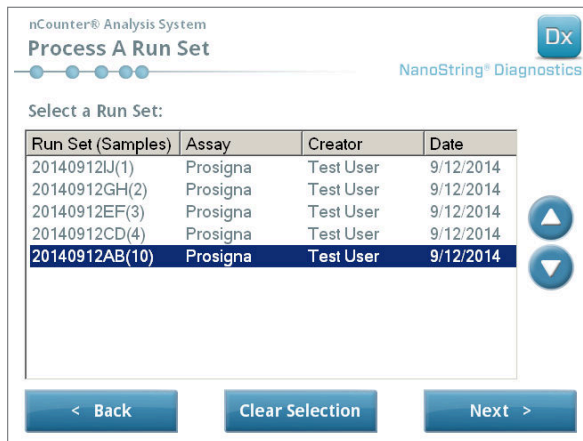 nCounter® Analysis System
Process A Run Set
Dx
NanoString® Diagnostics
Select a Run Set:
Run Set (Samples) Assay Creator Date
20140912IJ(1) Prosigna Test User 9/12/2014
20140912GH(2) Prosigna Test User 9/12/2014
20140912EF(3) Prosigna Test User 9/12/2014
20140912CD(4) Prosigna Test User 9/12/2014
20140912AB(10) Prosigna Test User 9/12/2014
< Back Clear Selection Next >